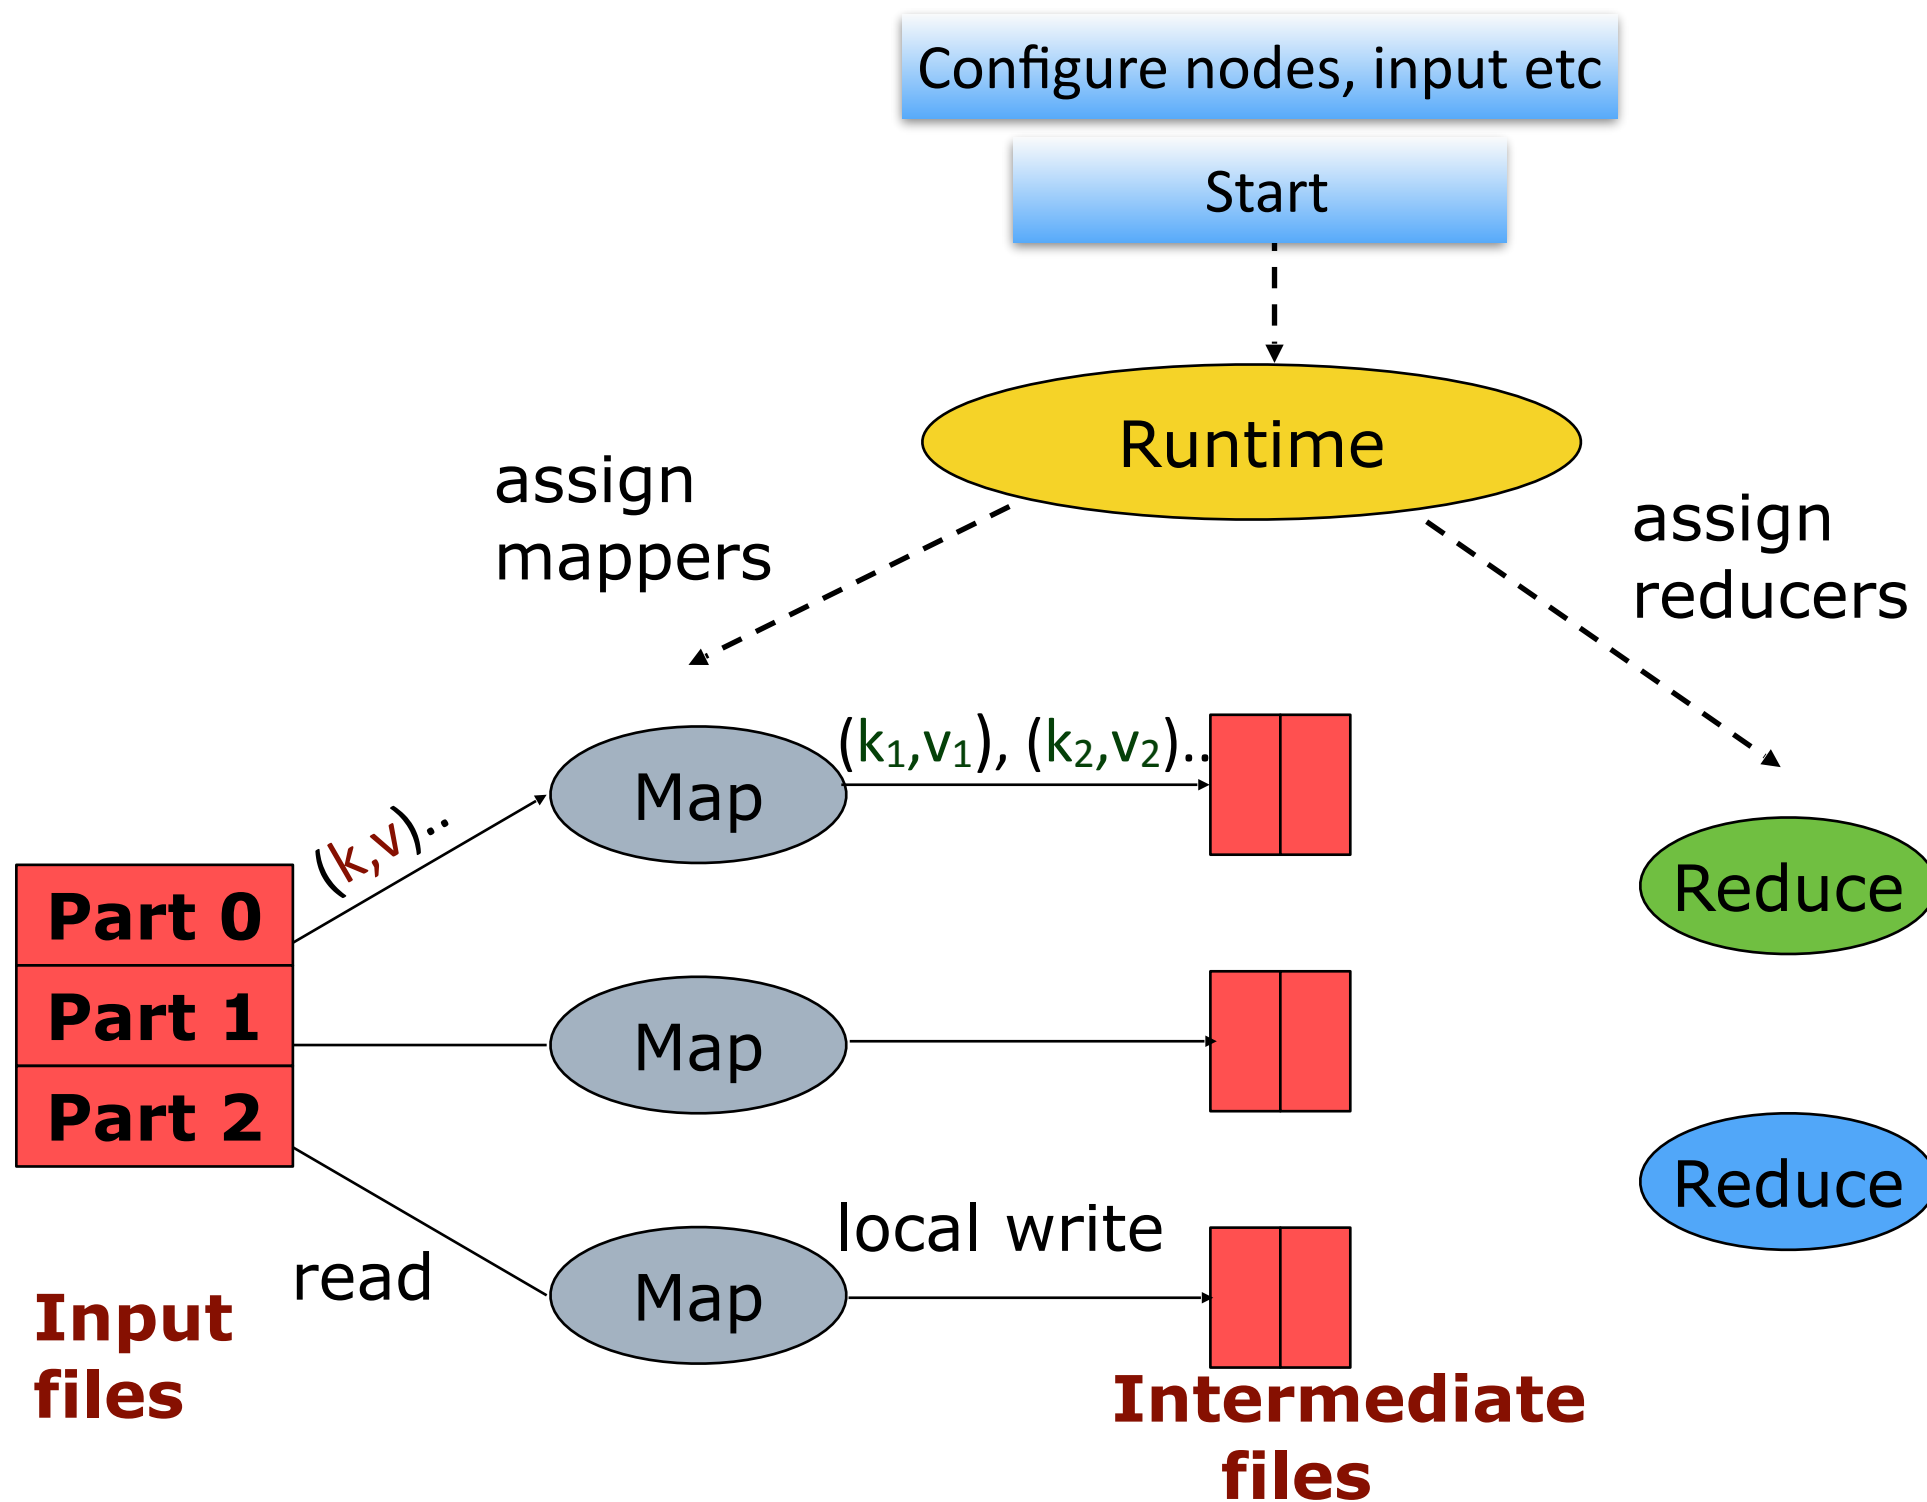 Configure nodes, input etc
Start
Runtime
assign
mappers
assign
reducers
(k,v)..
Map
(k₁,v₁), (k₂,v₂)..
Reduce
Part 0
Part 1
Part 2
Map
Reduce
read
Map
local write
Input
files
Intermediate
files